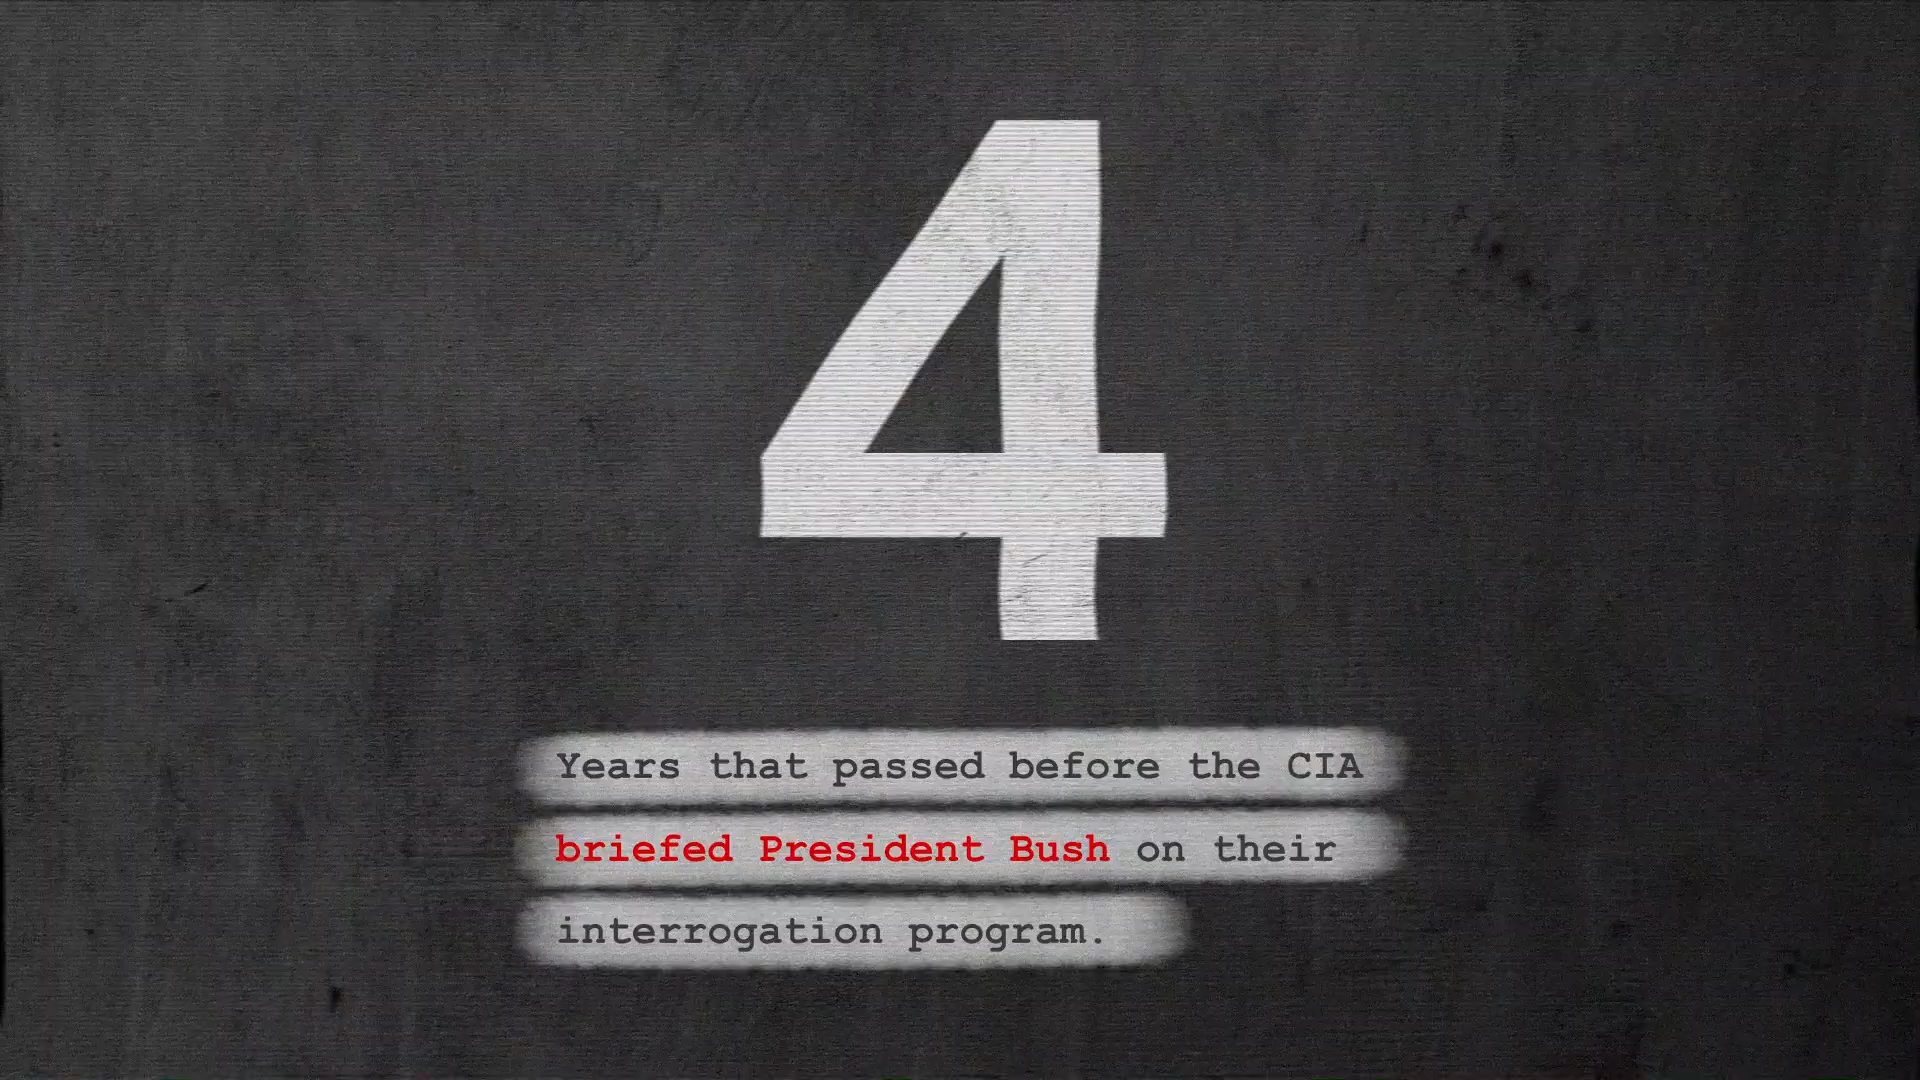 4
Years that passed before the CIA
briefed President Bush on their
interrogation program.